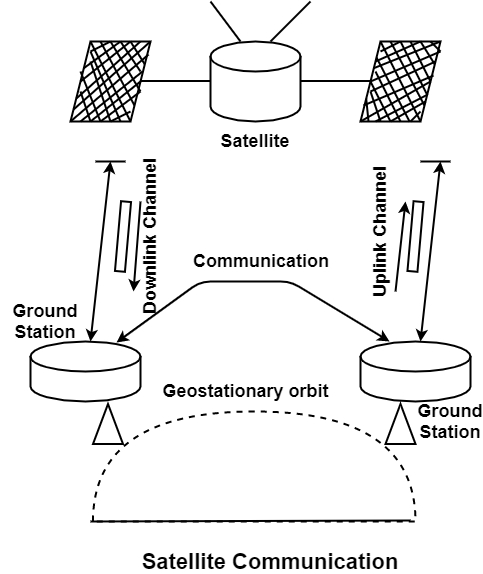 Satellite
Downlink Channel
Uplink Channel
Communication
Ground
Station
Geostationary orbit
Ground
Station
Satellite Communication